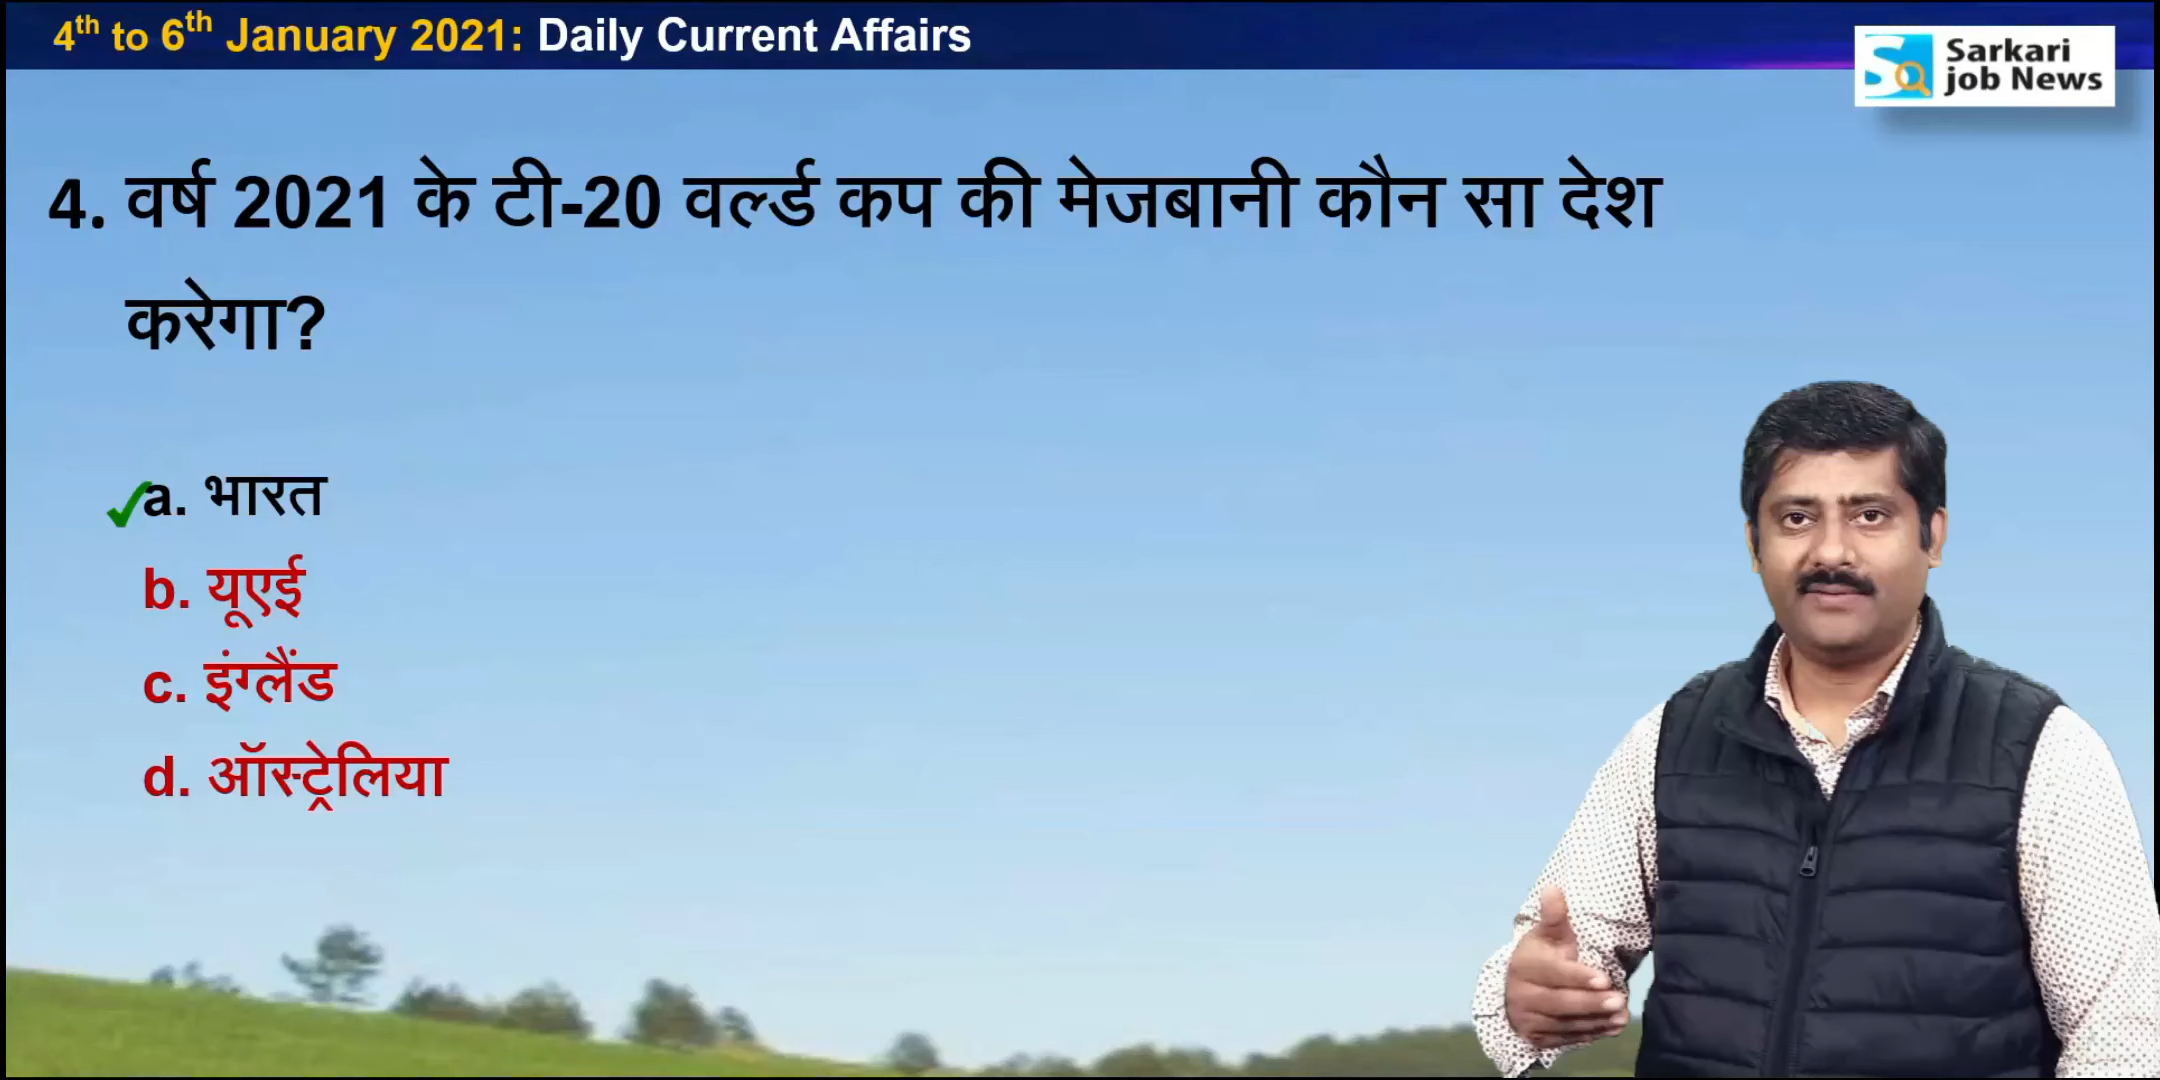 4th to 6th January 2021: Daily Current Affairs
Sarkari
job News
4. वर्ष 2021 के टी-20 वर्ल्ड कप की मेजबानी कौन सा देश
करेगा?
a. भारत
b. यूएई
c. इंग्लैंड
d. ऑस्ट्रेलिया